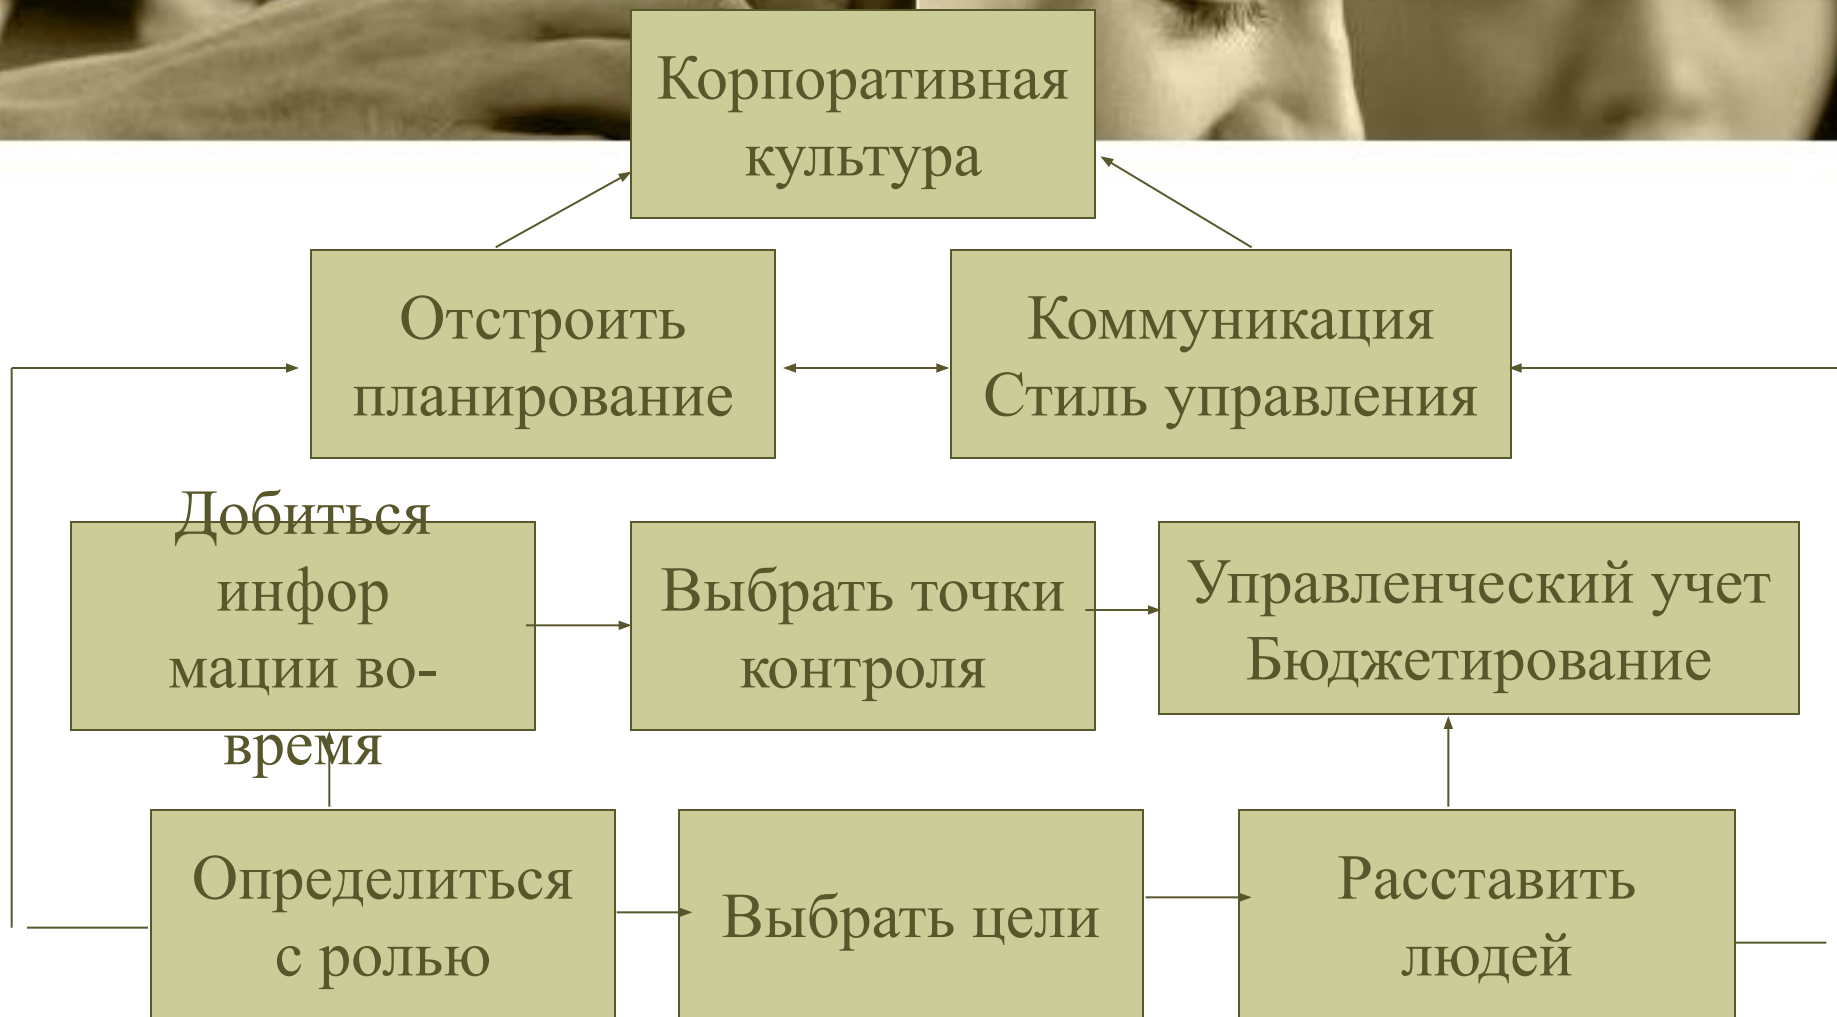 Корпоративная
культура
Отстроить
планирование
Коммуникация
Стиль управления
Добиться
инфор
мации во-
время
Выбрать точки
контроля
Управленческий учет
Бюджетирование
Определиться
с ролью
Выбрать цели
Расставить
людей